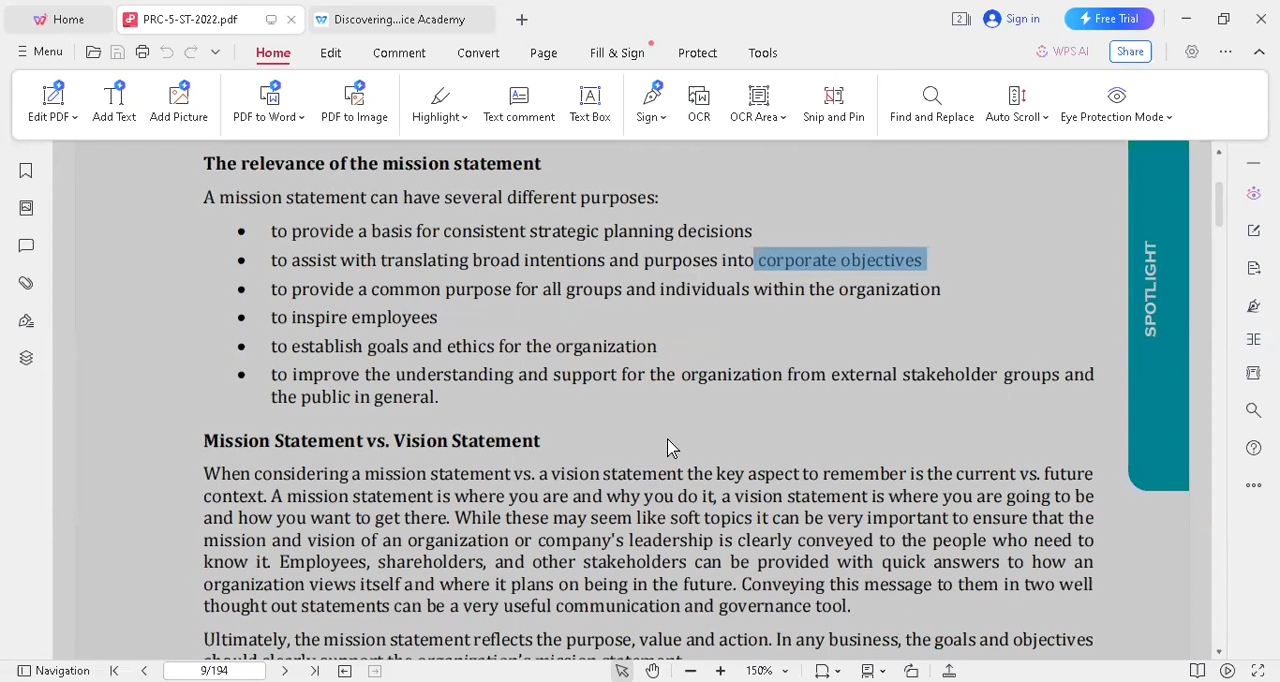 Home PRC-5-ST-2022.pdf Discovering...ice Academy Sign in Free Trial
Menu Home Edit Comment Convert Page Fill & Sign Protect Tools WPS AI Share
Edit PDF Add Text Add Picture PDF to Word PDF to Image Highlight Text comment Text Box Sign OCR OCR Area Snip and Pin Find and Replace Auto Scroll Eye Protection Mode
The relevance of the mission statement
A mission statement can have several different purposes:
• to provide a basis for consistent strategic planning decisions
• to assist with translating broad intentions and purposes into corporate objectives
• to provide a common purpose for all groups and individuals within the organization
• to inspire employees
• to establish goals and ethics for the organization
• to improve the understanding and support for the organization from external stakeholder groups and
the public in general.
SPOTLIGHT
Mission Statement vs. Vision Statement
When considering a mission statement vs. a vision statement the key aspect to remember is the current vs. future
context. A mission statement is where you are and why you do it, a vision statement is where you are going to be
and how you want to get there. While these may seem like soft topics it can be very important to ensure that the
mission and vision of an organization or company's leadership is clearly conveyed to the people who need to
know it. Employees, shareholders, and other stakeholders can be provided with quick answers to how an
organization views itself and where it plans on being in the future. Conveying this message to them in two well
thought out statements can be a very useful communication and governance tool.
Ultimately, the mission statement reflects the purpose, value and action. In any business, the goals and objectives
should clearly support the organization's mission statement.
Navigation 9/194 150%